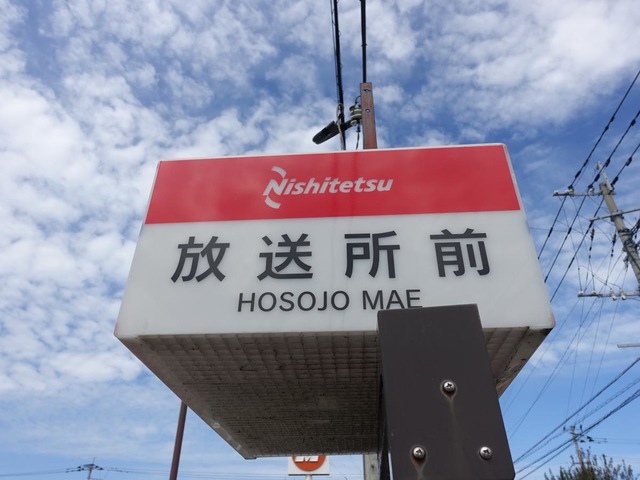 Nishitetsu
放送所前
HOSOJO MAE